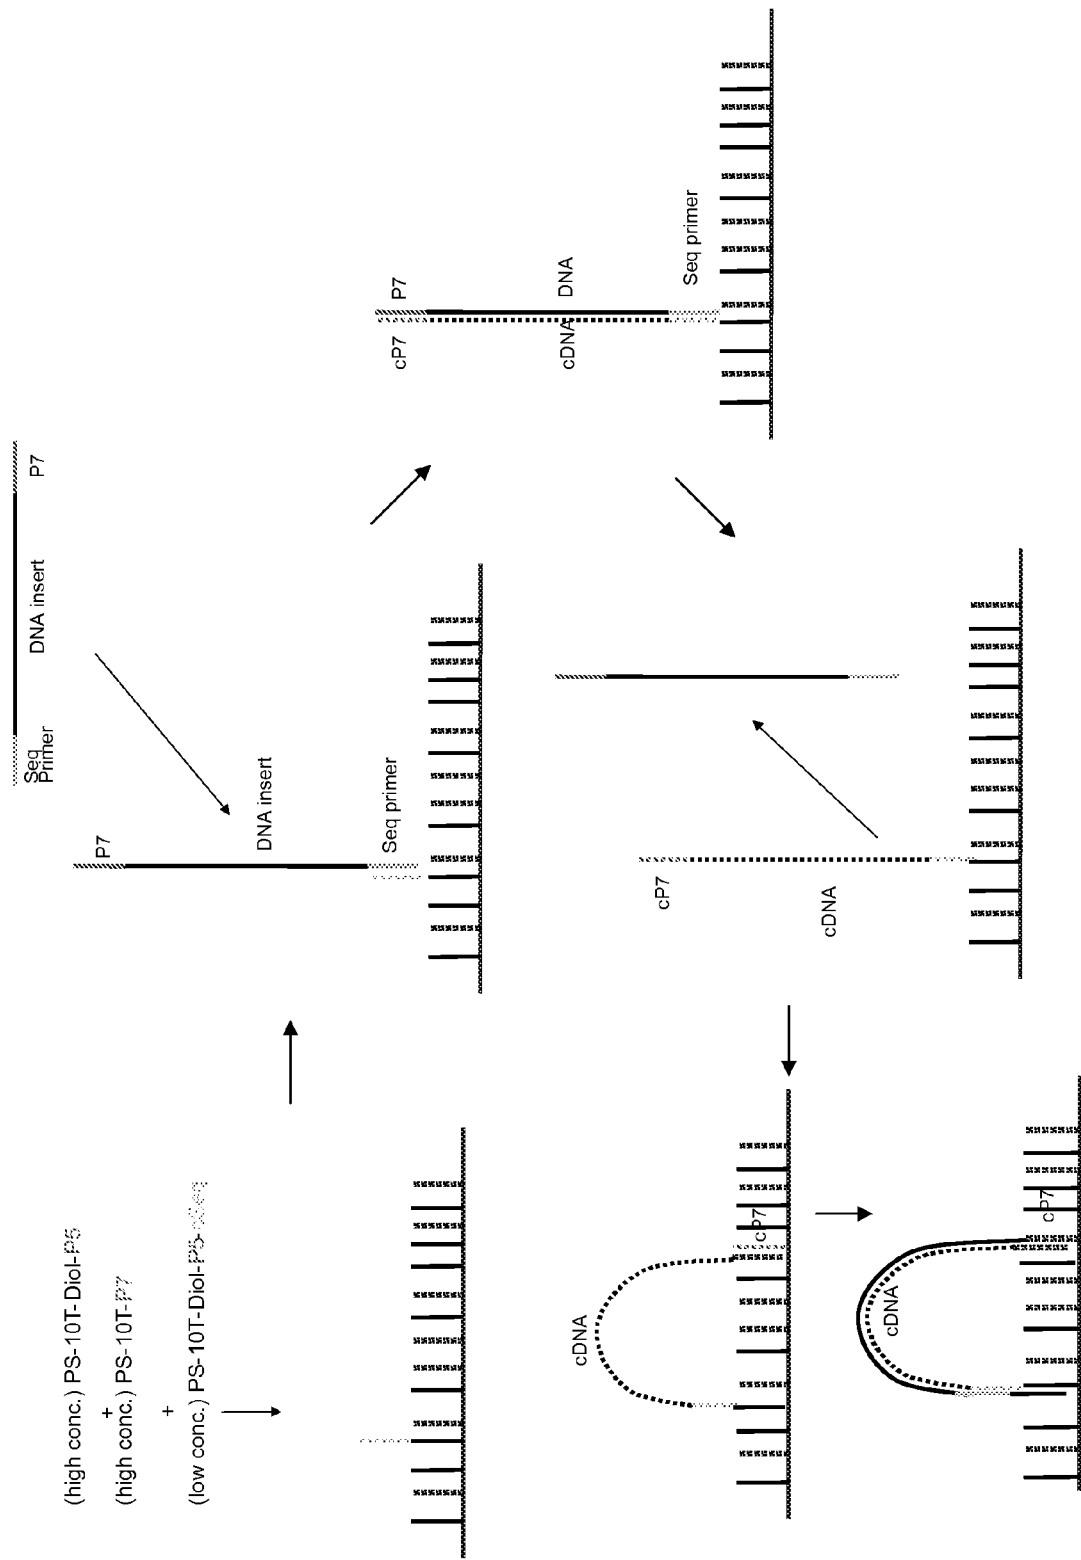 (high conc.) PS-10T-Diol-P5
+
(high conc.) PS-10T-P7
+
(low conc.) PS-10T-Diol-P5-cSeq
Seq
Primer
DNA insert
P7
P7
DNA insert
Seq primer
cP7
P7
cDNA
DNA
Seq primer
cP7
cDNA
cDNA
cP7
cDNA
cP7